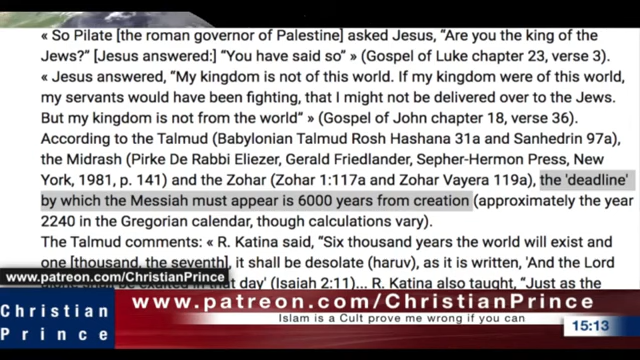 « So Pilate [the roman governor of Palestine] asked Jesus, “Are you the king of the
Jews?” [Jesus answered:] “You have said so” » (Gospel of Luke chapter 23, verse 3).
« Jesus answered, “My kingdom is not of this world. If my kingdom were of this world,
my servants would have been fighting, that I might not be delivered over to the Jews.
But my kingdom is not from the world“ » (Gospel of John chapter 18, verse 36).
According to the Talmud (Babylonian Talmud Rosh Hashana 31a and Sanhedrin 97a),
the Midrash (Pirke De Rabbi Eliezer, Gerald Friedlander, Sepher-Hermon Press, New
York, 1981, p. 141) and the Zohar (Zohar 1:117a and Zohar Vayera 119a), the 'deadline'
by which the Messiah must appear is 6000 years from creation (approximately the year
2240 in the Gregorian calendar, though calculations vary).
The Talmud comments: « R. Katina said, “Six thousand years the world will exist and
one [thousand, the seventh], it shall be desolate (haruv), as it is written, 'And the Lord
in that day' (Isaiah 2:11)... R. Katina also taught, “Just as the
www.patreon.com/ChristianPrince
Christian
Prince
www.patreon.com/ChristianPrince
Islam is a Cult prove me wrong if you can
15:13